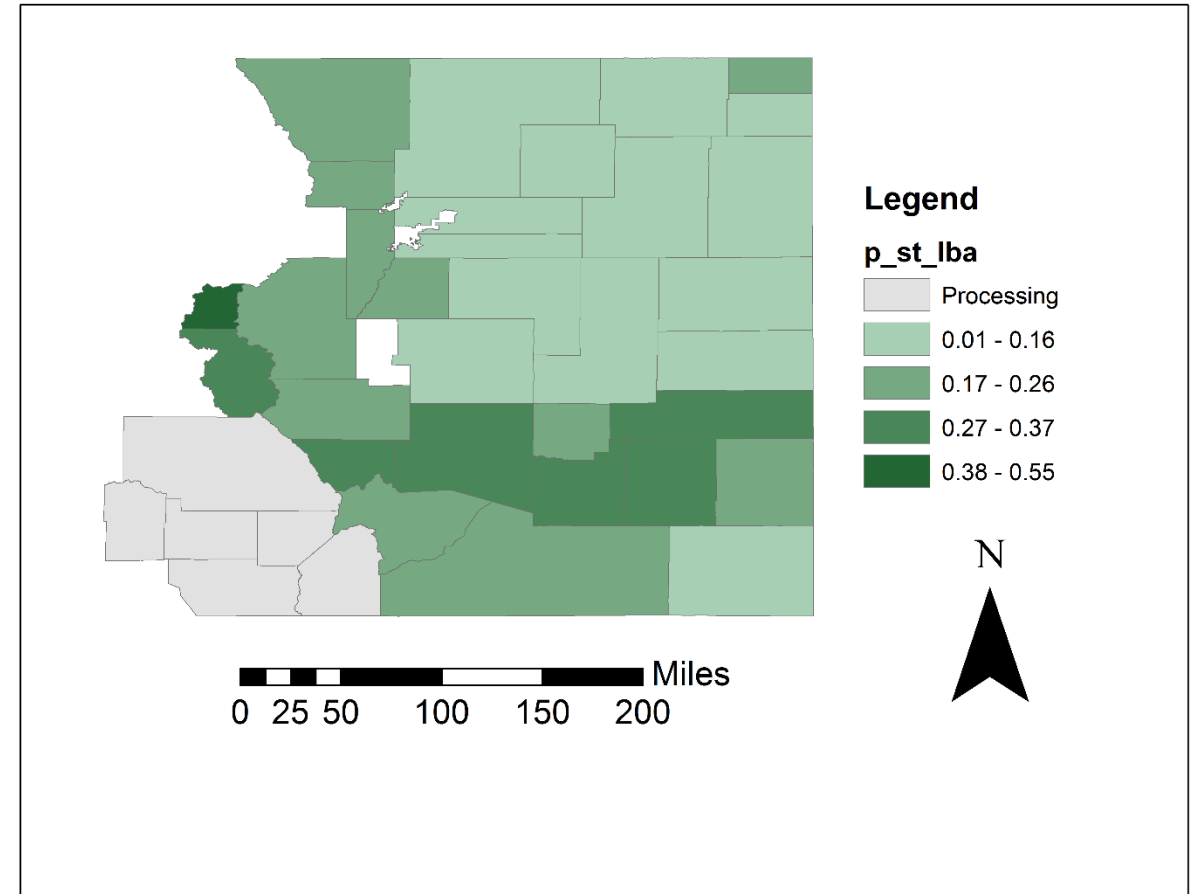 Legend
p_st_lba
Processing
0.01 - 0.16
0.17 - 0.26
0.27 - 0.37
0.38 - 0.55
N
Miles
0 25 50 100 150 200